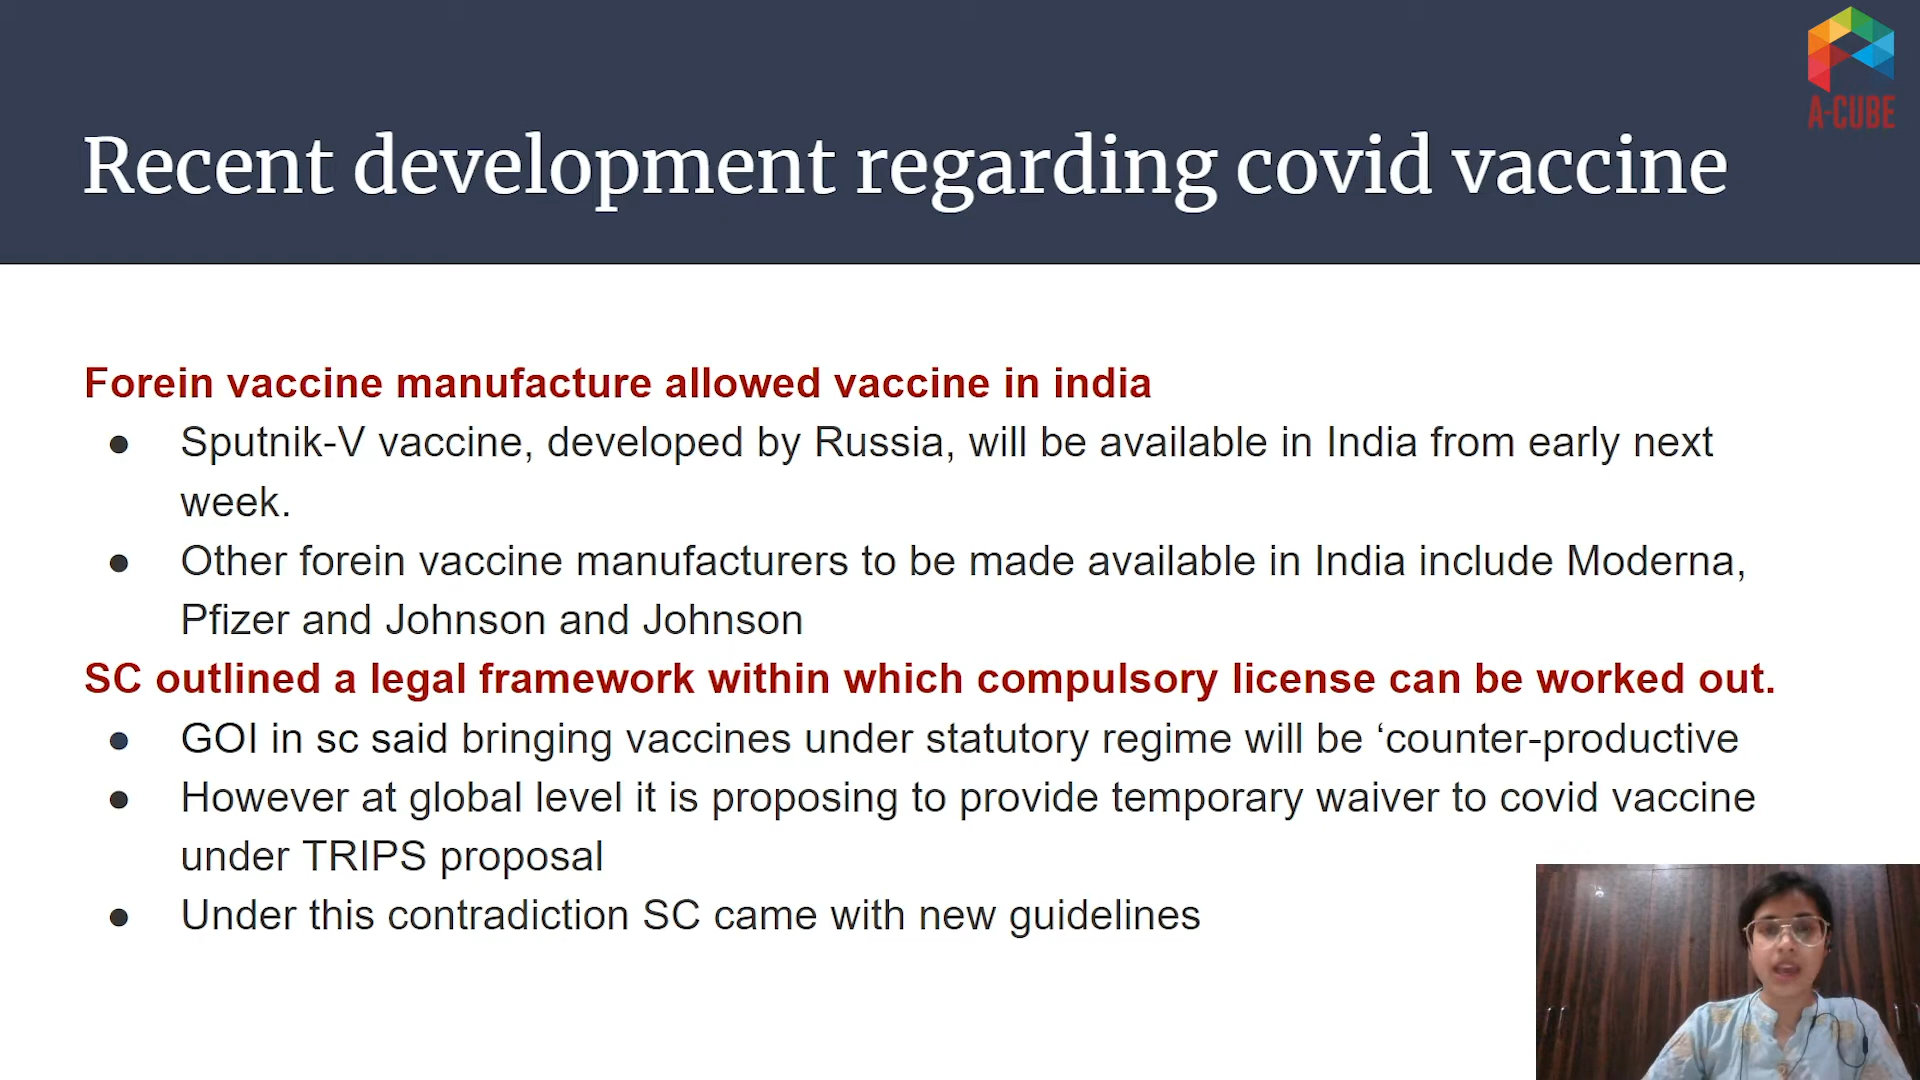 A-CUBE
Recent development regarding covid vaccine
Forein vaccine manufacture allowed vaccine in india
● Sputnik-V vaccine, developed by Russia, will be available in India from early next
week.
● Other forein vaccine manufacturers to be made available in India include Moderna,
Pfizer and Johnson and Johnson
SC outlined a legal framework within which compulsory license can be worked out.
● GOI in sc said bringing vaccines under statutory regime will be ‘counter-productive
● However at global level it is proposing to provide temporary waiver to covid vaccine
under TRIPS proposal
● Under this contradiction SC came with new guidelines